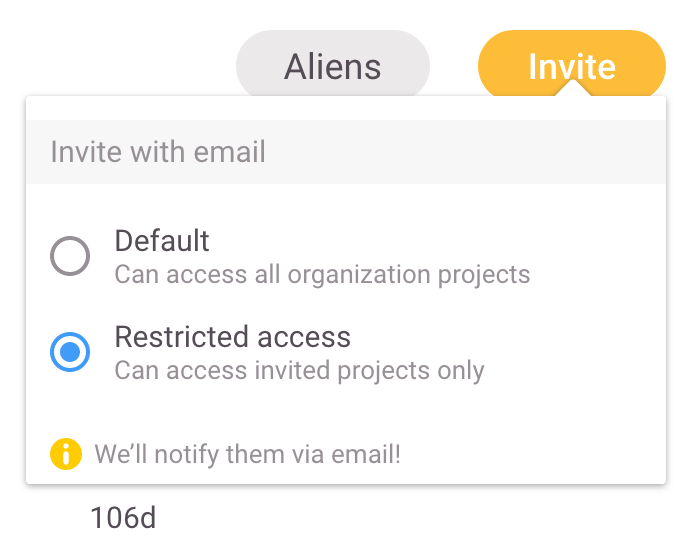 Aliens
Invite
Invite with email
Default
Can access all organization projects
Restricted access
Can access invited projects only
We’ll notify them via email!
106d